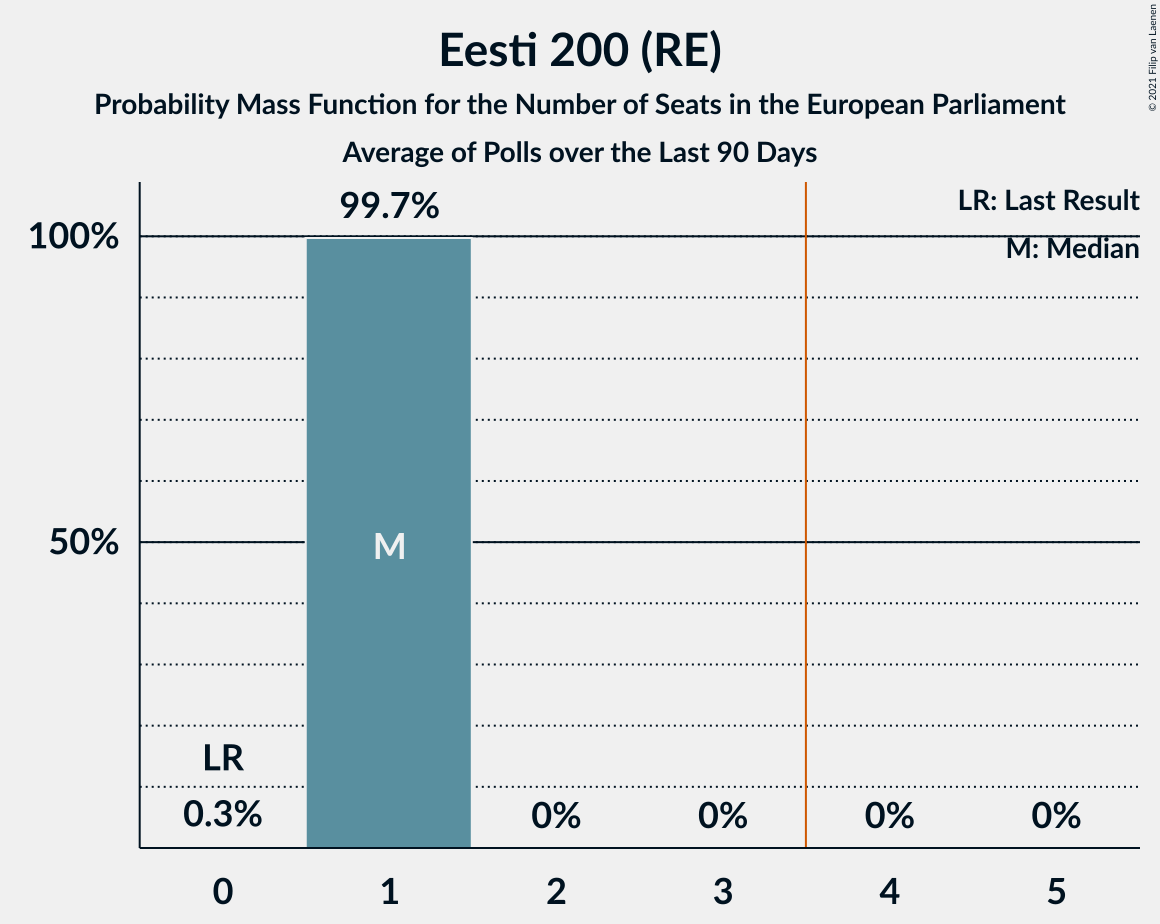 Eesti 200 (RE)
Probability Mass Function for the Number of Seats in the European Parliament
Average of Polls over the Last 90 Days
© 2021 Filip van Laenen
LR: Last Result
M: Median
99.7%
100%
50%
M
LR
0.3%
0%
0%
0%
0%
0
1
2
3
4
5